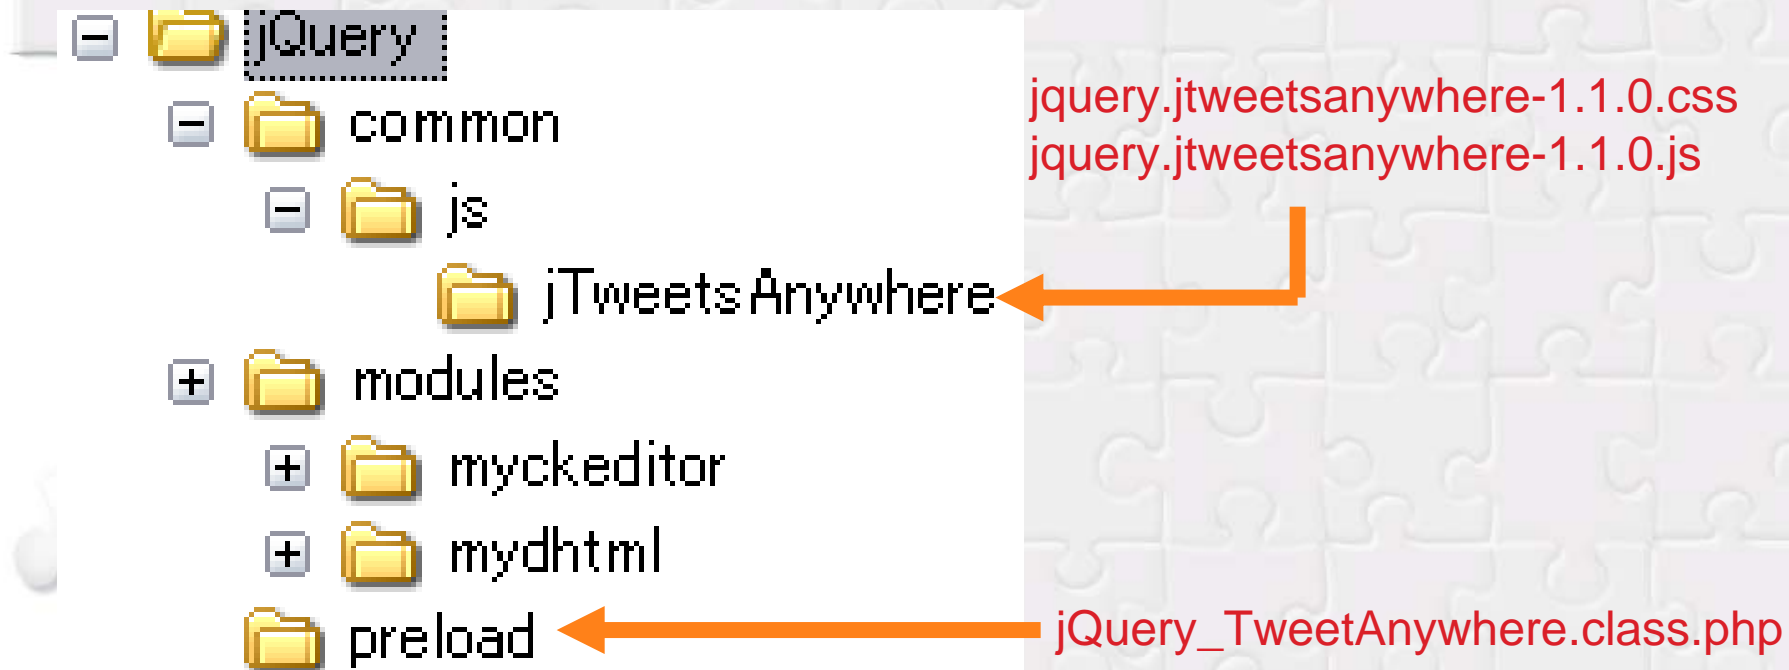 jQuery
common
js
jTweetsAnywhere
modules
myckeditor
mydhtml
preload
jquery.jtweetsanywhere-1.1.0.css
jquery.jtweetsanywhere-1.1.0.js
jQuery_TweetAnywhere.class.php